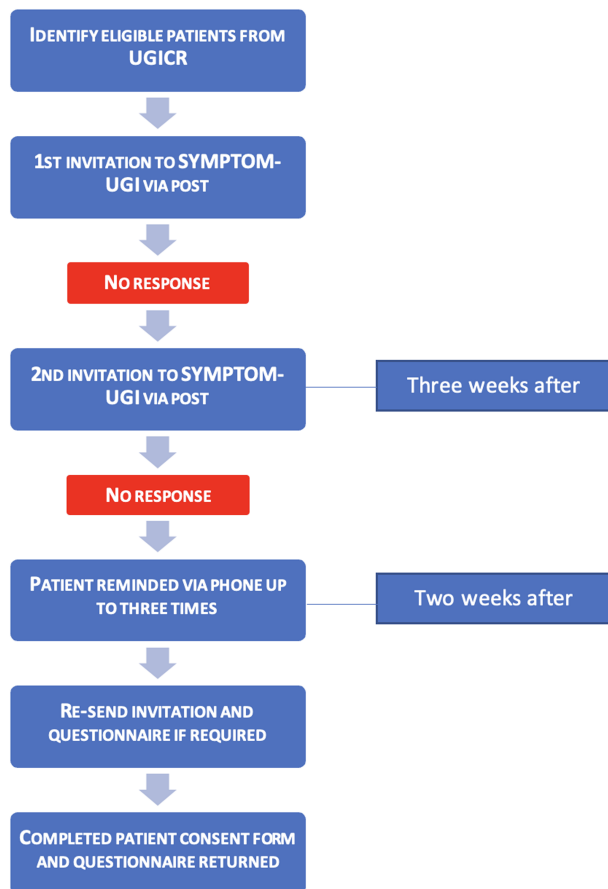 IDENTIFY ELIGIBLE PATIENTS FROM
UGICR
1ST INVITATION TO SYMPTOM-
UGI VIA POST
NO RESPONSE
2ND INVITATION TO SYMPTOM-
UGI VIA POST
Three weeks after
NO RESPONSE
PATIENT REMINDED VIA PHONE UP
TO THREE TIMES
Two weeks after
RE-SEND INVITATION AND
QUESTIONNAIRE IF REQUIRED
COMPLETED PATIENT CONSENT FORM
AND QUESTIONNAIRE RETURNED